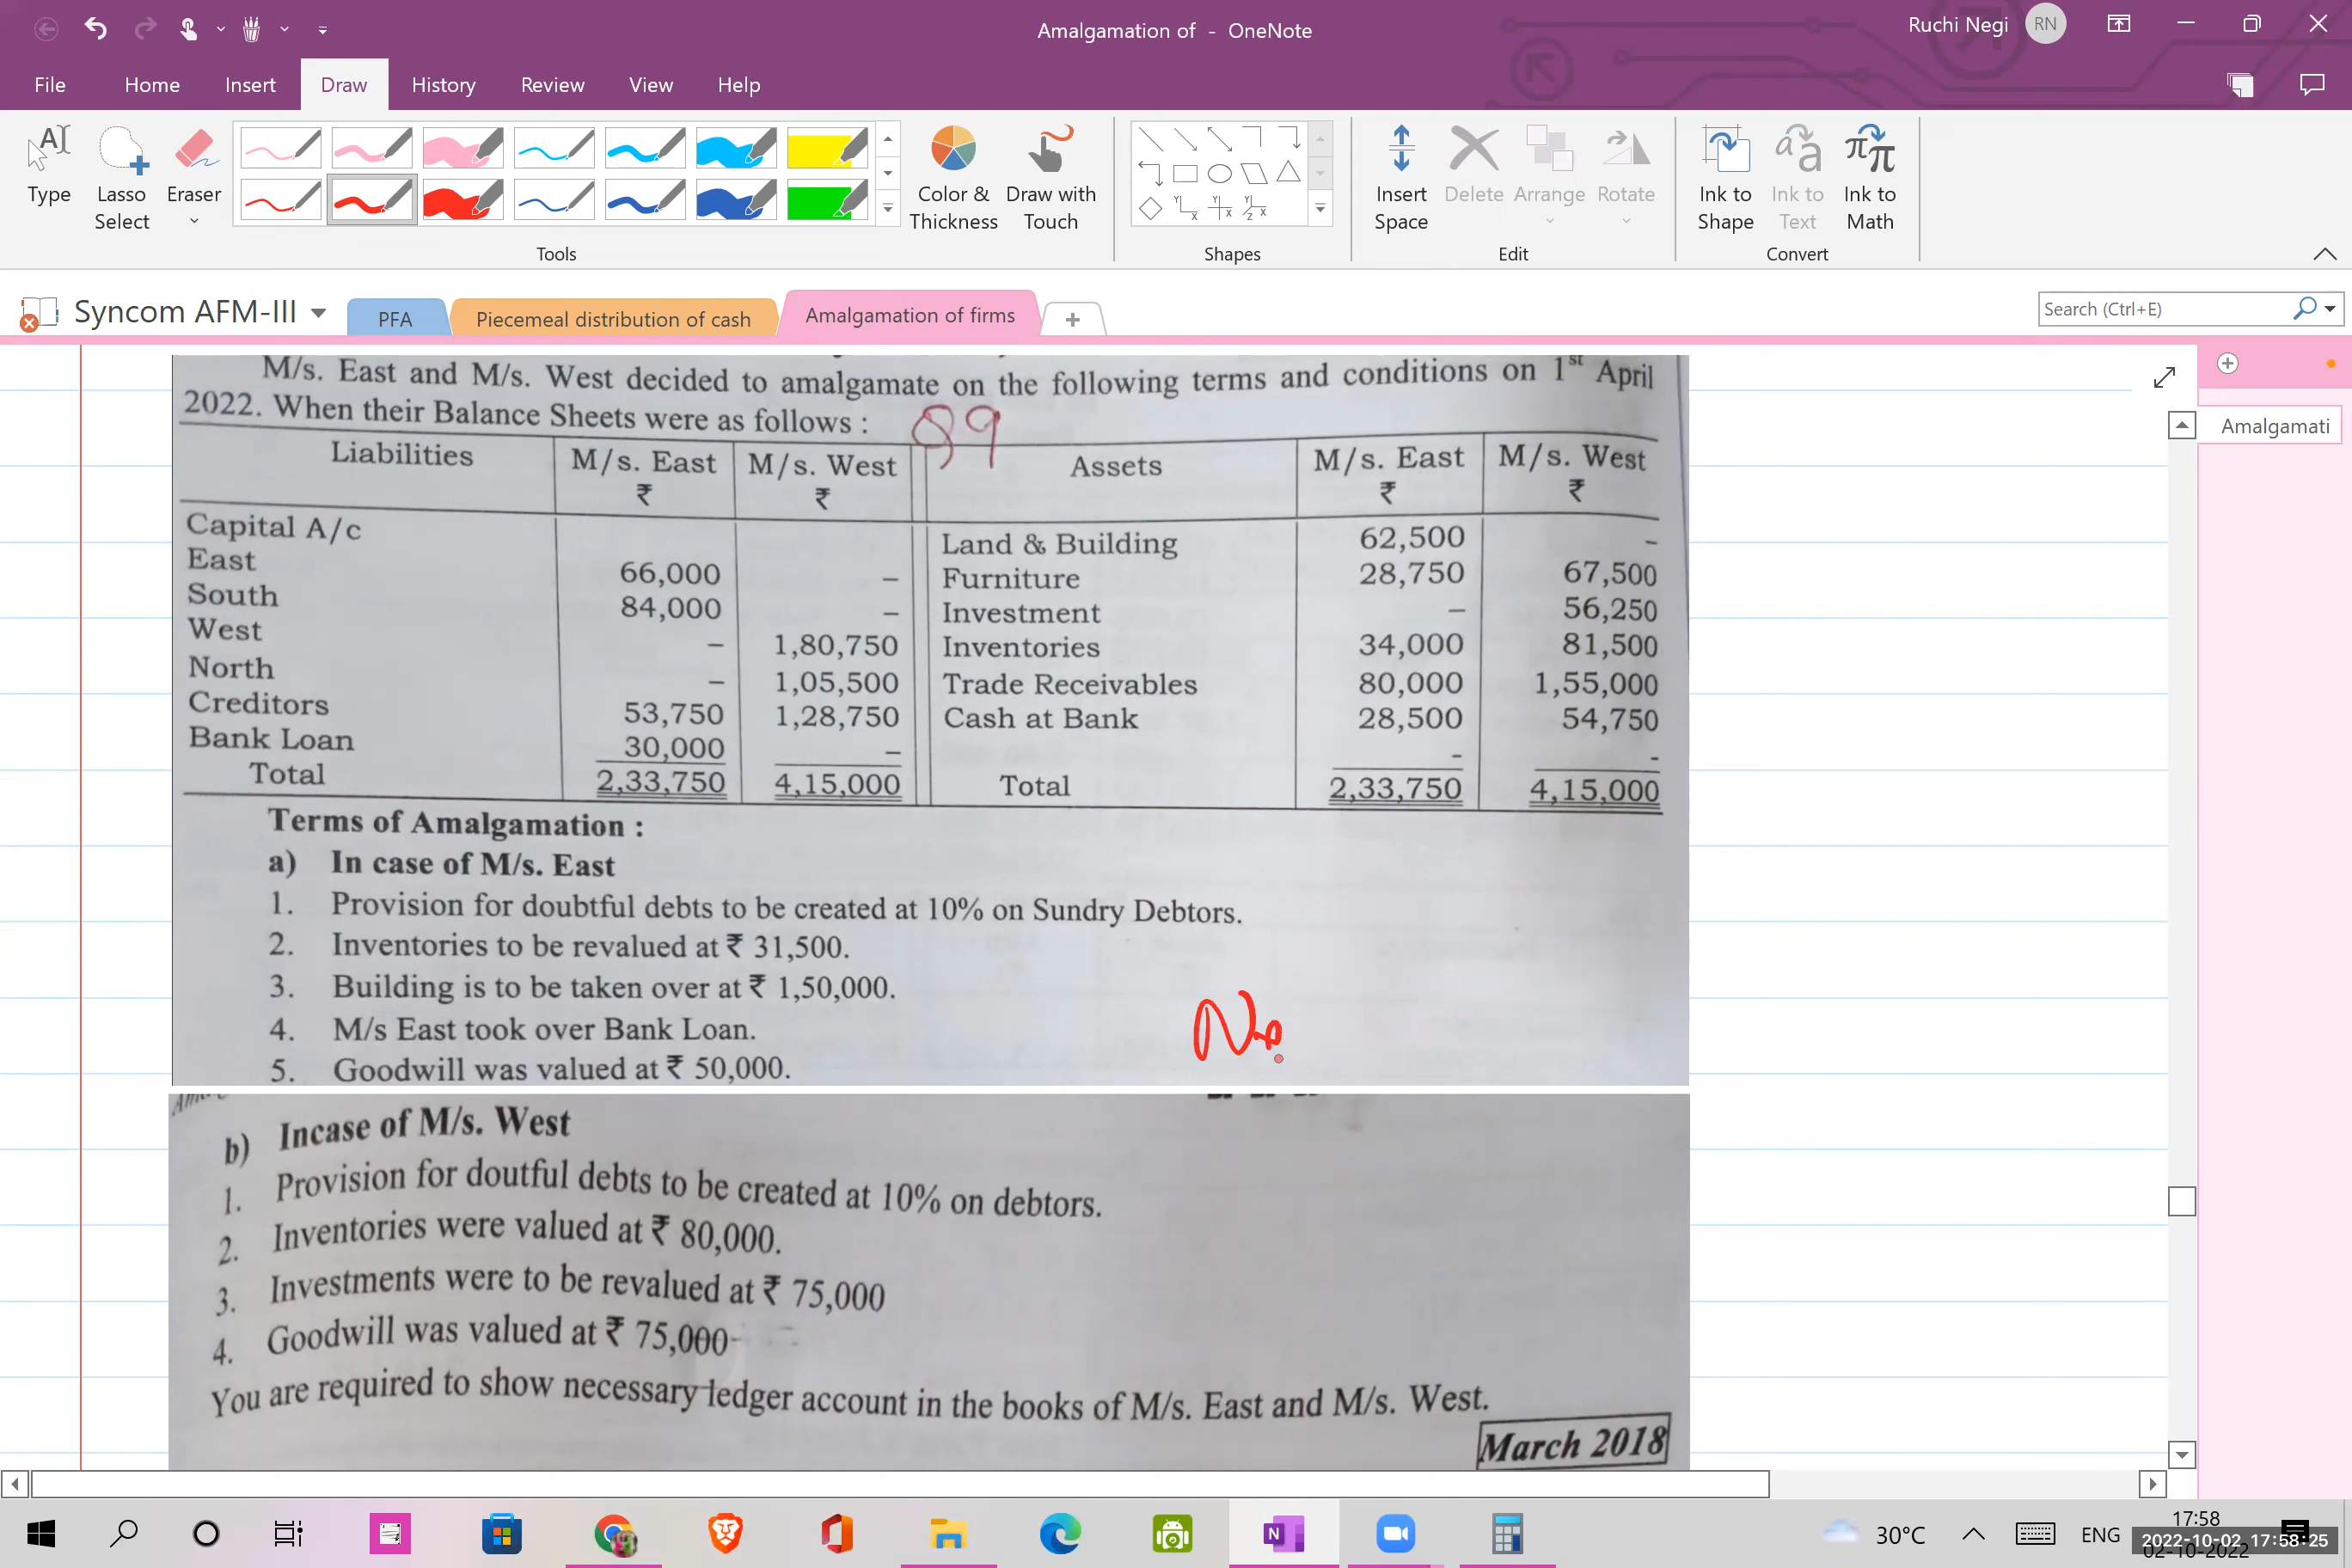 Amalgamation of - OneNote
Ruchi Negi RN
File Home Insert Draw History Review View Help
Type
Lasso Select
Eraser
Color & Thickness
Draw with Touch
Insert Space
Delete
Arrange
Rotate
Ink to Shape
Ink to Text
Ink to Math
Tools Shapes Edit Convert
Syncom AFM-III PFA Piecemeal distribution of cash Amalgamation of firms
Search (Ctrl+E)
Amalgamati
M/s. East and M/s. West decided to amalgamate on the following terms and conditions on 1st April
2022. When their Balance Sheets were as follows :
89
Liabilities M/s. East ₹ M/s. West ₹ Assets M/s. East ₹ M/s. West ₹
Capital A/c Land & Building 62,500 –
East 66,000 – Furniture 28,750 67,500
South 84,000 – Investment – 56,250
West – 1,80,750 Inventories 34,000 81,500
North – 1,05,500 Trade Receivables 80,000 1,55,000
Creditors 53,750 1,28,750 Cash at Bank 28,500 54,750
Bank Loan 30,000 – - -
Total 2,33,750 4,15,000 Total 2,33,750 4,15,000
Terms of Amalgamation :
a) In case of M/s. East
1. Provision for doubtful debts to be created at 10% on Sundry Debtors.
2. Inventories to be revalued at ₹ 31,500.
3. Building is to be taken over at ₹ 1,50,000.
4. M/s East took over Bank Loan.
5. Goodwill was valued at ₹ 50,000.
b) Incase of M/s. West
1. Provision for doutful debts to be created at 10% on debtors.
2. Inventories were valued at ₹ 80,000.
3. Investments were to be revalued at ₹ 75,000
4. Goodwill was valued at ₹ 75,000
You are required to show necessary ledger account in the books of M/s. East and M/s. West.
March 2018
30°C ENG
17:58
2022-10-02 17:58:25